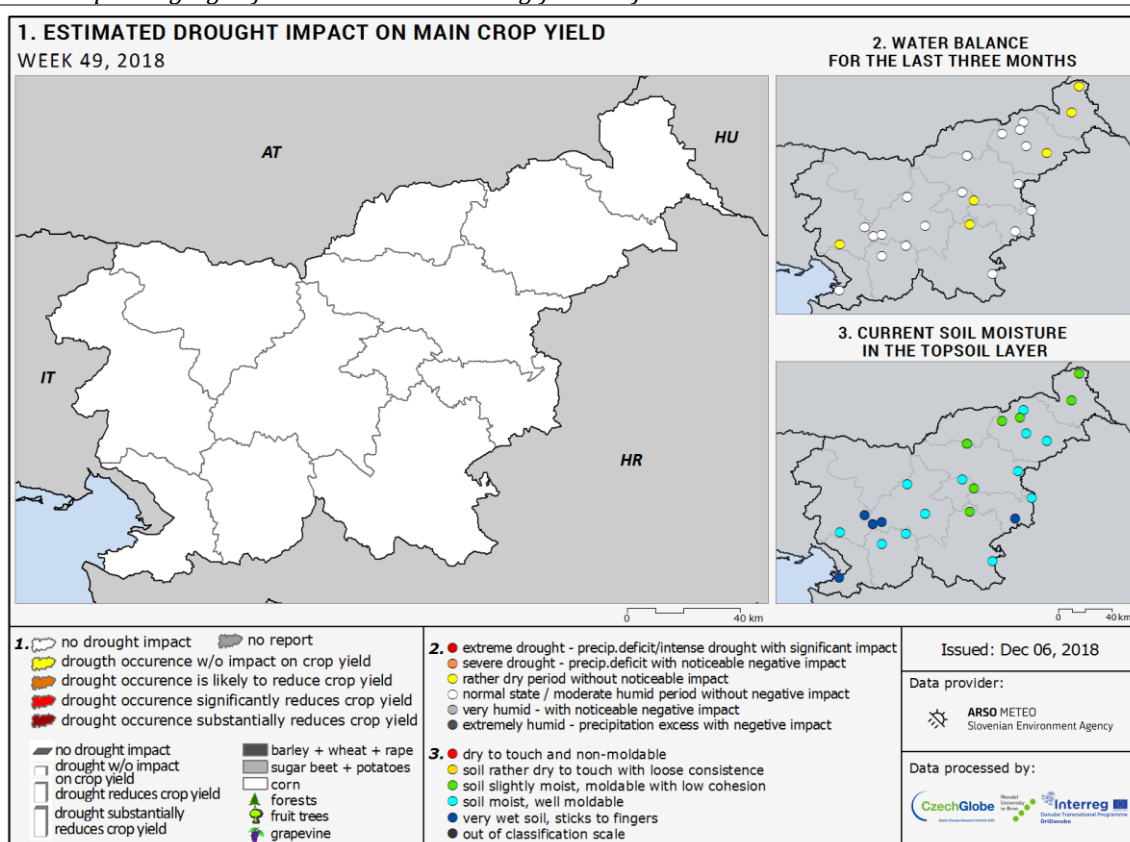 1. ESTIMATED DROUGHT IMPACT ON MAIN CROP YIELD
WEEK 49, 2018
AT
HU
IT
HR
40 km
2. WATER BALANCE
FOR THE LAST THREE MONTHS
3. CURRENT SOIL MOISTURE
IN THE TOPSOIL LAYER
0
40 km
0
1. no drought impact
no report
drougth occurence w/o impact on crop yield
drought occurence is likely to reduce crop yield
drought occurence significantly reduces crop yield
drought occurence substantially reduces crop yield
no drought impact
drought w/o impact
on crop yield
drought reduces crop yield
drought substantially
reduces crop yield
barley + wheat + rape
sugar beet + potatoes
corn
forests
fruit trees
grapevine
2. extreme drought - precip.deficit/intense drought with significant impact
severe drought - precip.deficit with noticeable negative impact
rather dry period without noticeable impact
normal state / moderate humid period without negative impact
very humid - with noticeable negative impact
extremely humid - precipitation excess with negetive impact
3. dry to touch and non-moldable
soil rather dry to touch with loose consistence
soil slightly moist, moldable with low cohesion
soil moist, well moldable
very wet soil, sticks to fingers
out of classification scale
Issued: Dec 06, 2018
Data provider:
ARSO METEO
Slovenian Environment Agency
Data processed by:
CzechGlobe
Mendel
University
in Brno
Interreg
Danube Transnational Programme
DriDanube